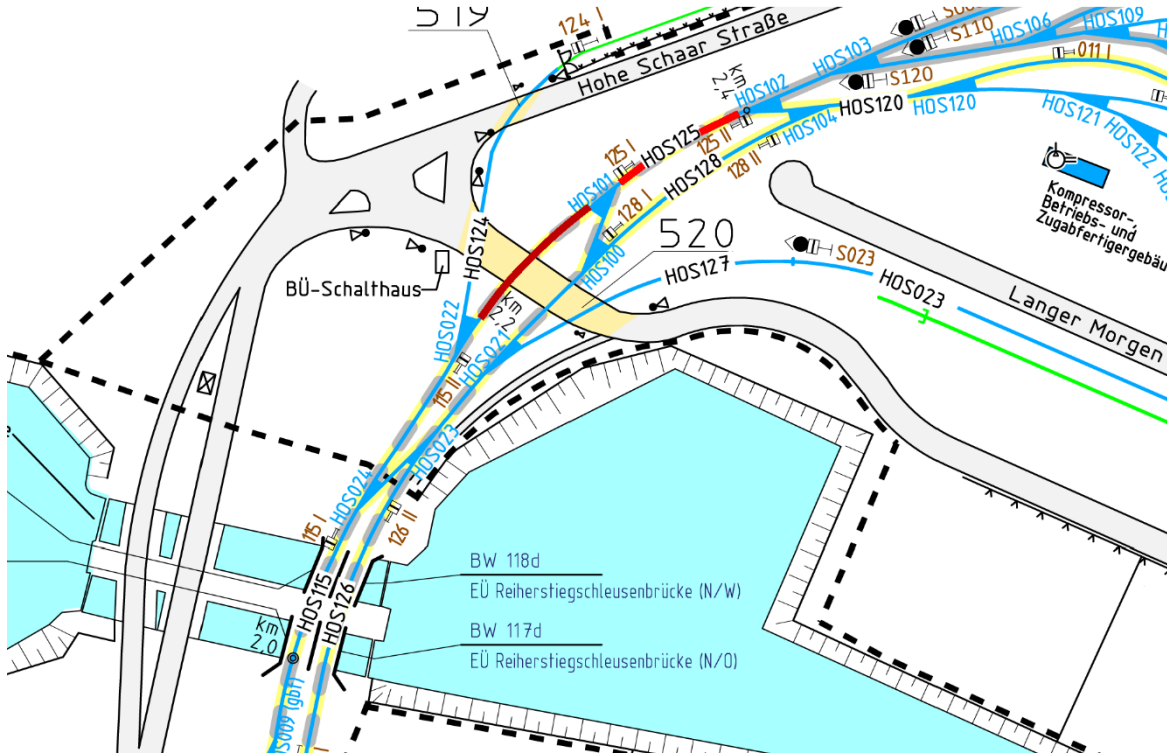 519
124 I
Hohe Schaar Straße
S110
HOS106
HOS109
HOS103
011 I
S120
km
2,4
HOS102
HOS120
HOS120
HOS104
HOS121
HOS122
125 I
HOS125
125 II
128 II
HOS128
HOS101
128 I
HOS100
520
HOS124
HOS127
S023
HOS023
Kompressor-
Betriebs- und
Zugabfertigergebäu
Langer Morgen
BÜ-Schalthaus
HOS022
km
2,2
HOS021
115 II
HOS023
HOS024
115 I
126 II
HOS115
HOS126
km
2,0
BW 118d
EÜ Reiherstiegschleusenbrücke (N/W)
BW 117d
EÜ Reiherstiegschleusenbrücke (N/O)
S009 (gbf)